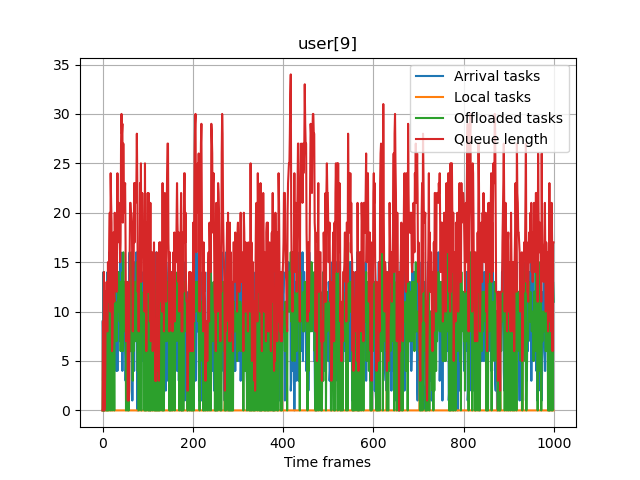 user[9]
35
30
25
20
15
10
5
0
Arrival tasks
Local tasks
Offloaded tasks
Queue length
0 200 400 600 800 1000
Time frames